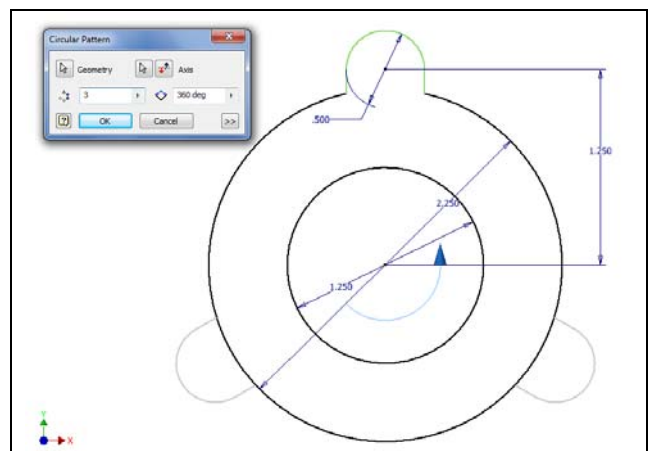 Circular Pattern
Geometry
Axis
3
360 deg
OK
Cancel
>>
.500
1.250
2.250
1.250
Y
X